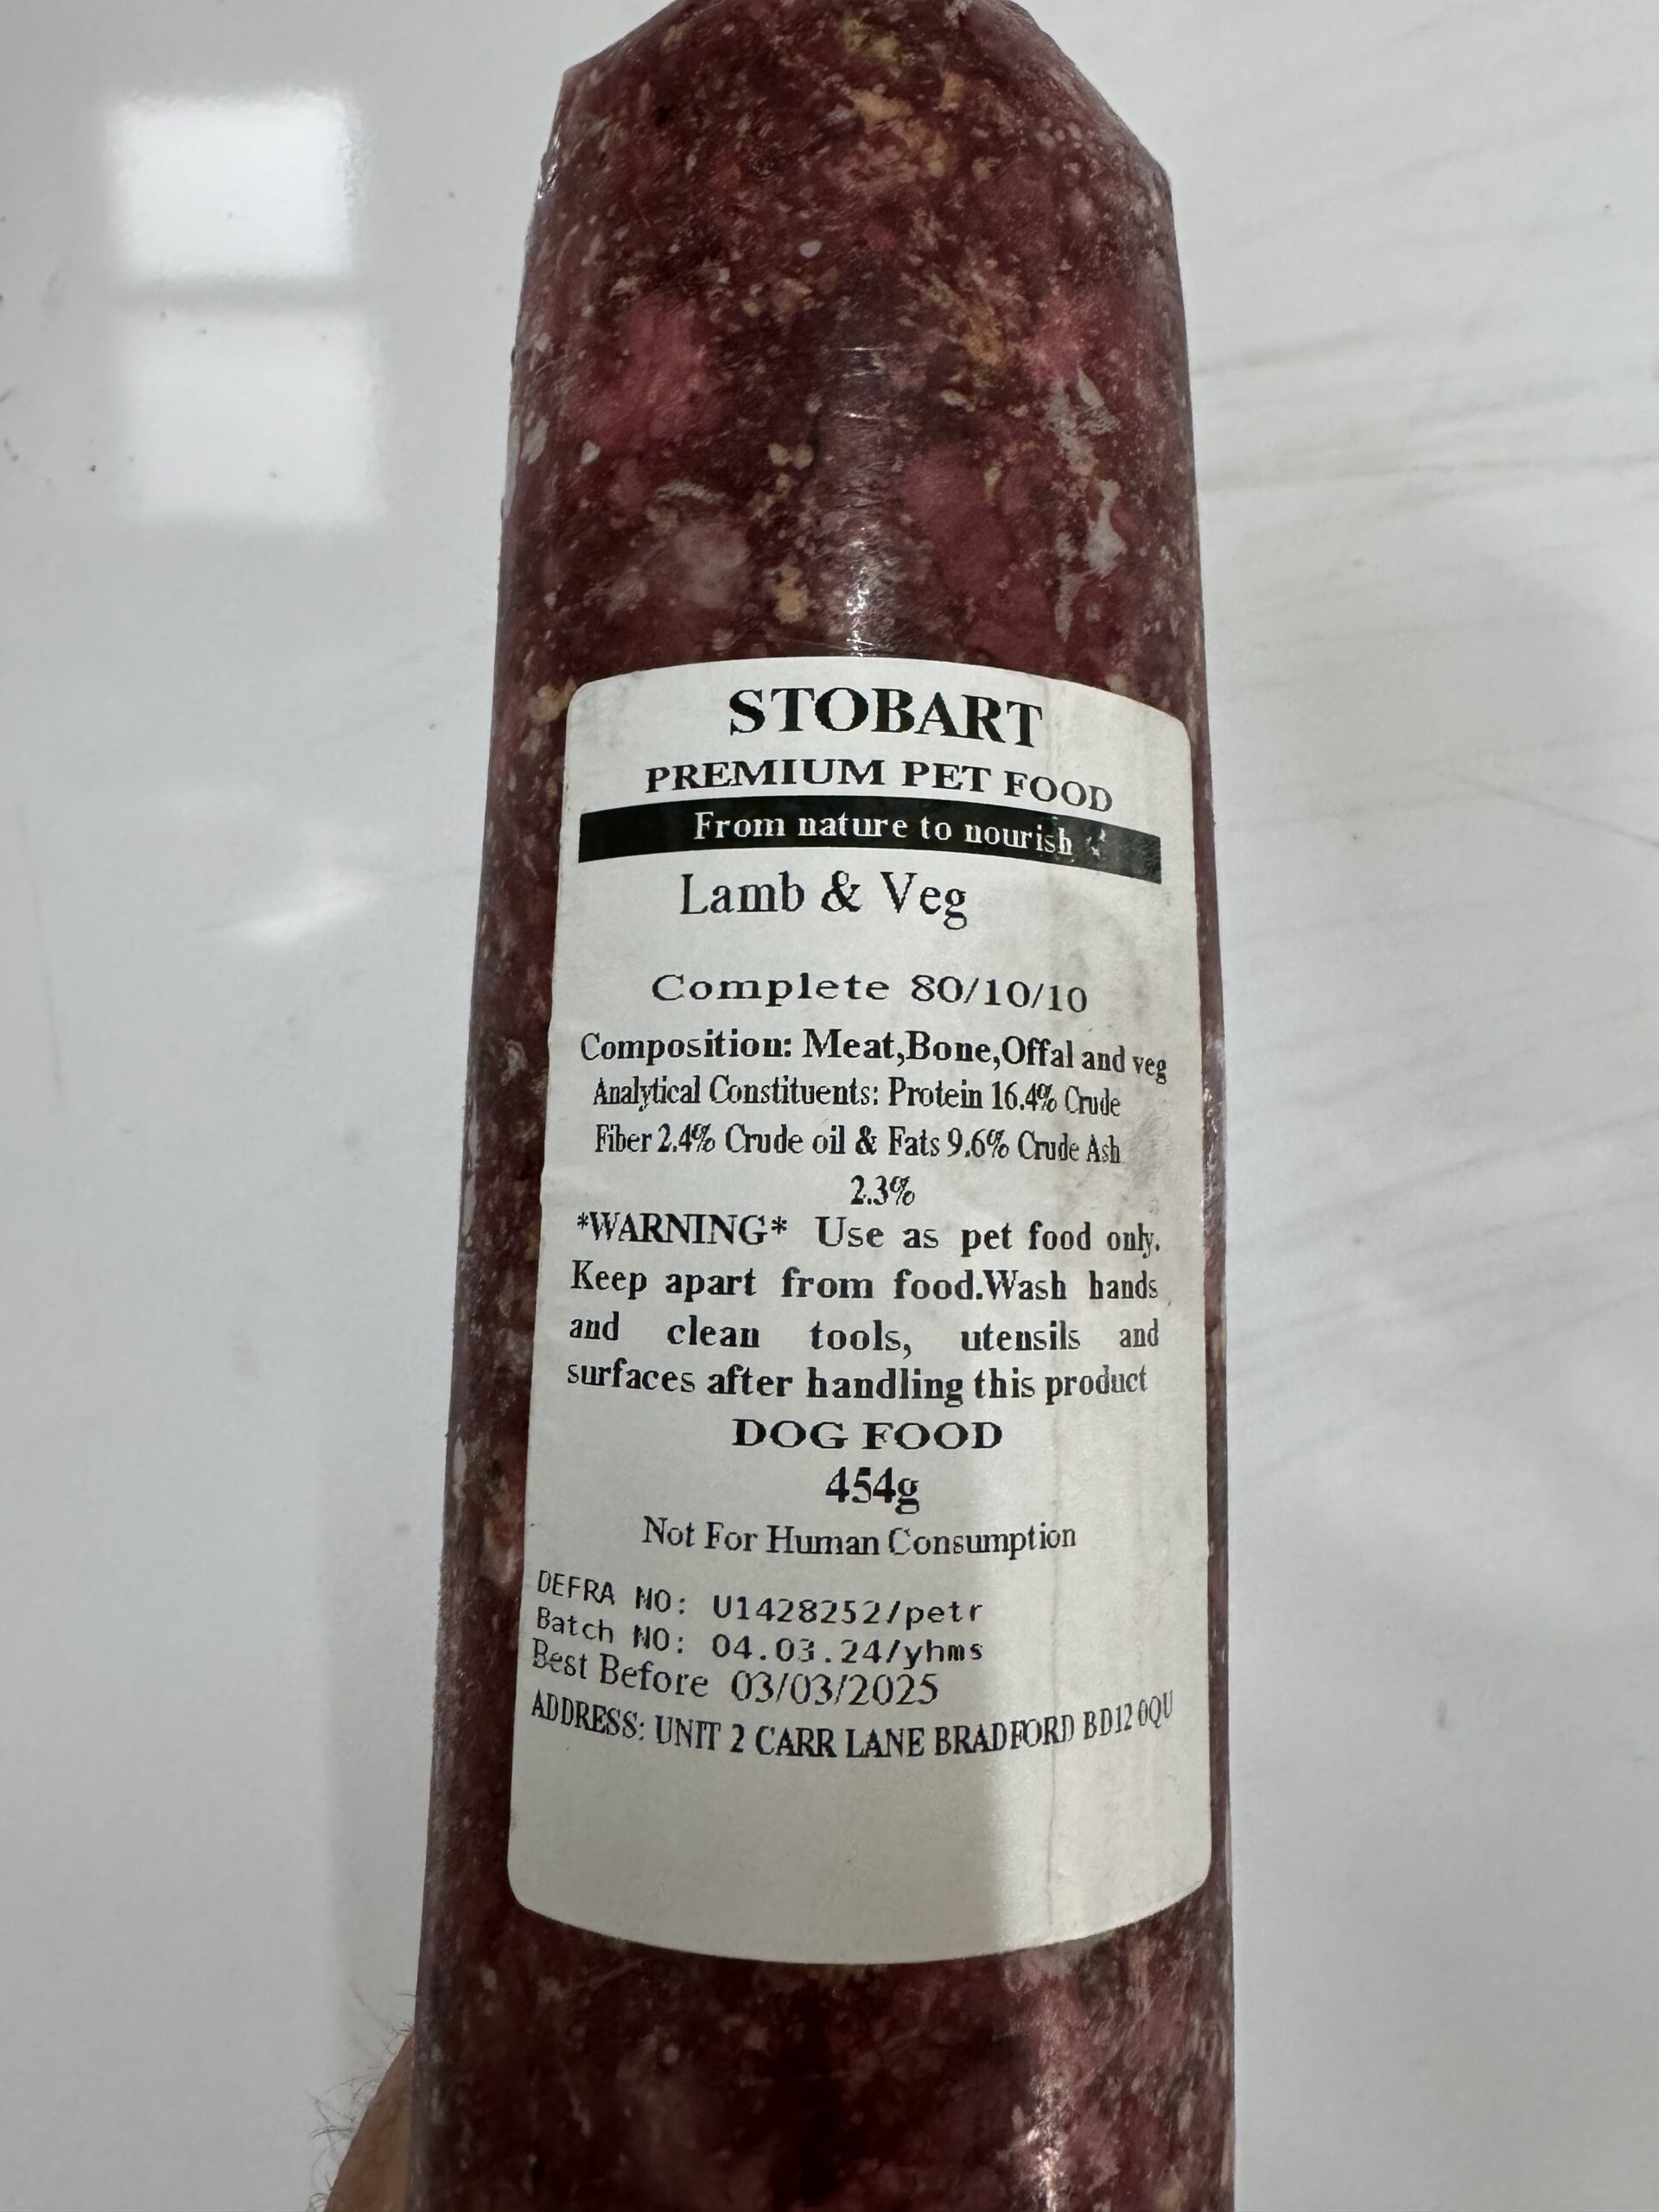 STOBART
PREMIUM PET FOOD
From nature to nourish
Lamb & Veg
Complete 80/10/10
Composition: Meat,Bone,Offal and veg
Analytical Constituents: Protein 16.4% Crude
Fiber 2.4% Crude oil & Fats 9.6% Crude Ash
2.3%
*WARNING* Use as pet food only.
Keep apart from food.Wash hands
and clean tools, utensils and
surfaces after handling this product
DOG FOOD
454g
Not For Human Consumption
DEFRA NO: U1428252/petr
Batch NO: 04.03.24/yhms
Best Before 03/03/2025
ADDRESS: UNIT 2 CARR LANE BRADFORD BD12 0QU